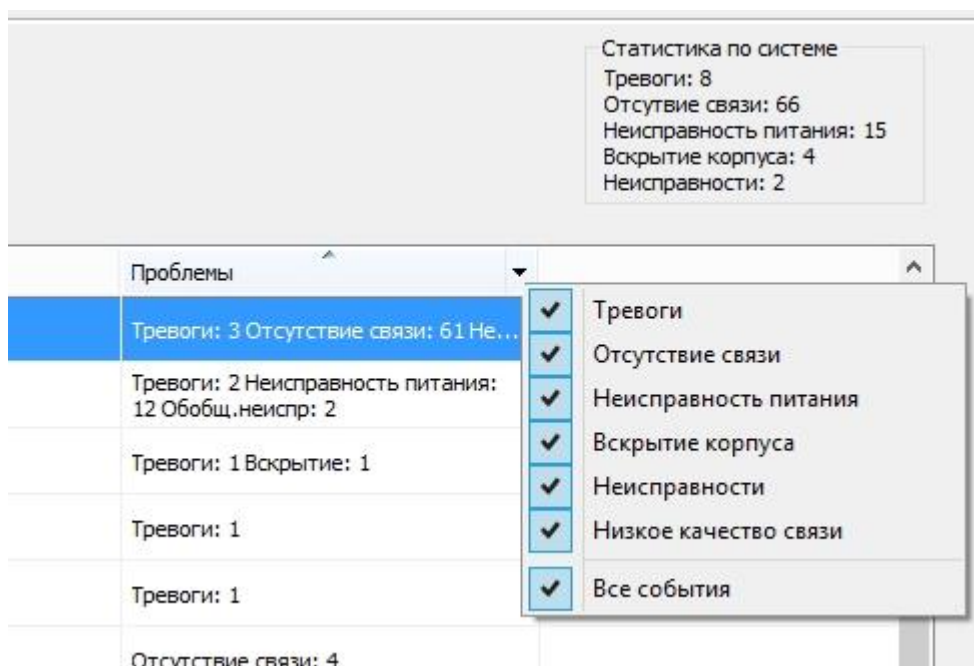 Статистика по системе
Тревоги: 8
Отсутвие связи: 66
Неисправность питания: 15
Вскрытие корпуса: 4
Неисправности: 2
Проблемы
Тревоги: 3 Отсутствие связи: 61 Не...
Тревоги: 2 Неисправность питания:
12 Обобщ.неиспр: 2
Тревоги: 1 Вскрытие: 1
Тревоги: 1
Тревоги: 1
Отсутствие связи: 4
Тревоги
Отсутствие связи
Неисправность питания
Вскрытие корпуса
Неисправности
Низкое качество связи
Все события